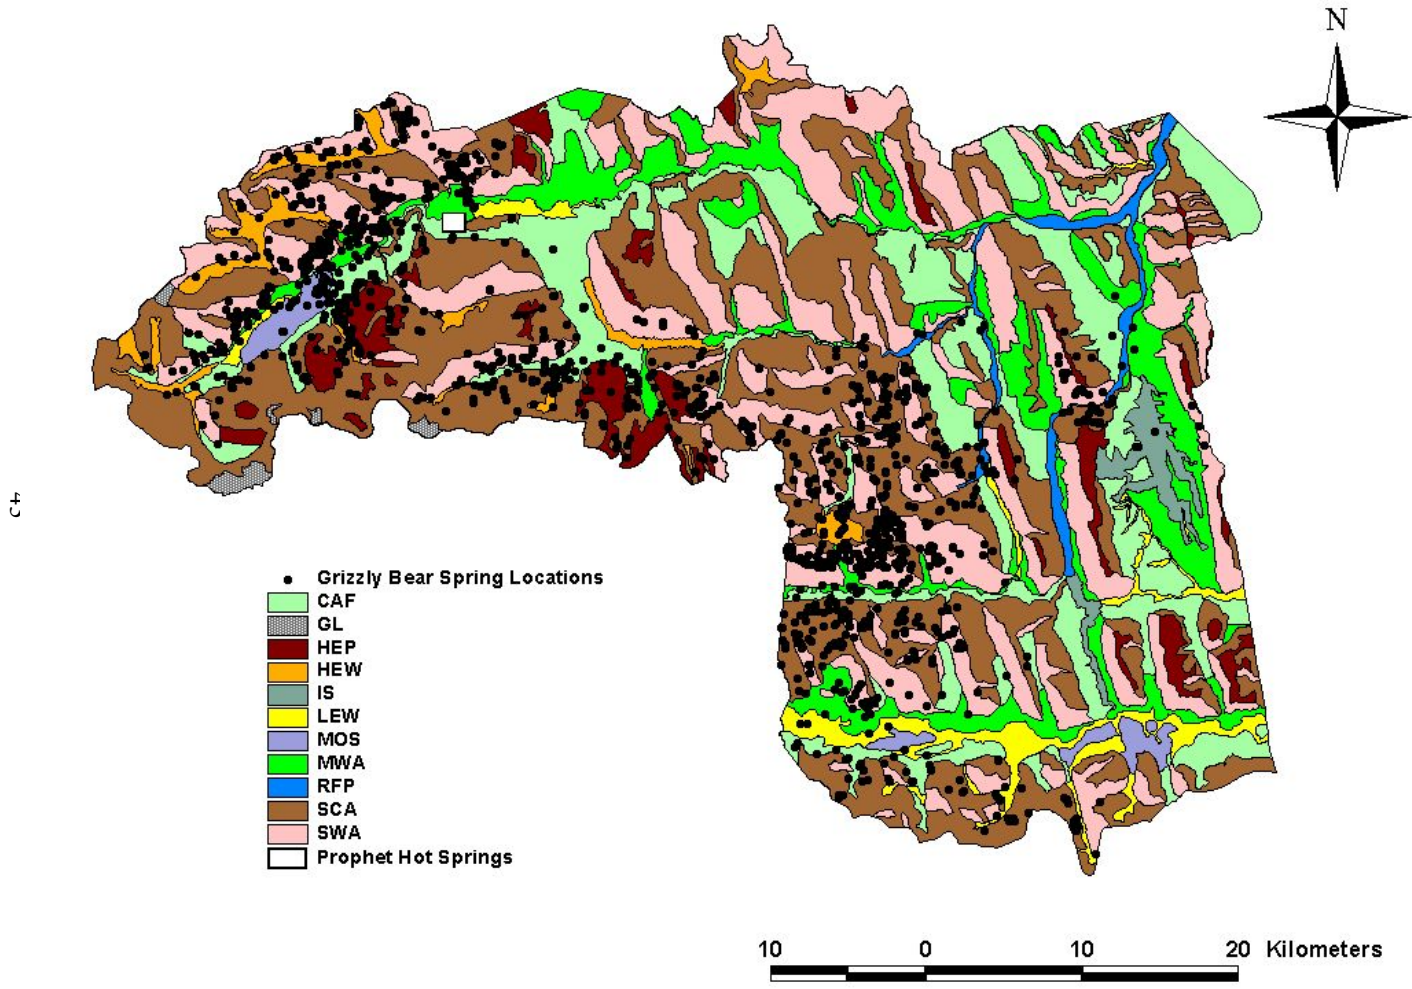 N
Grizzly Bear Spring Locations
CAF
GL
HEP
HEW
IS
LEW
MOS
MWA
RFP
SCA
SWA
Prophet Hot Springs
10 0 10 20 Kilometers